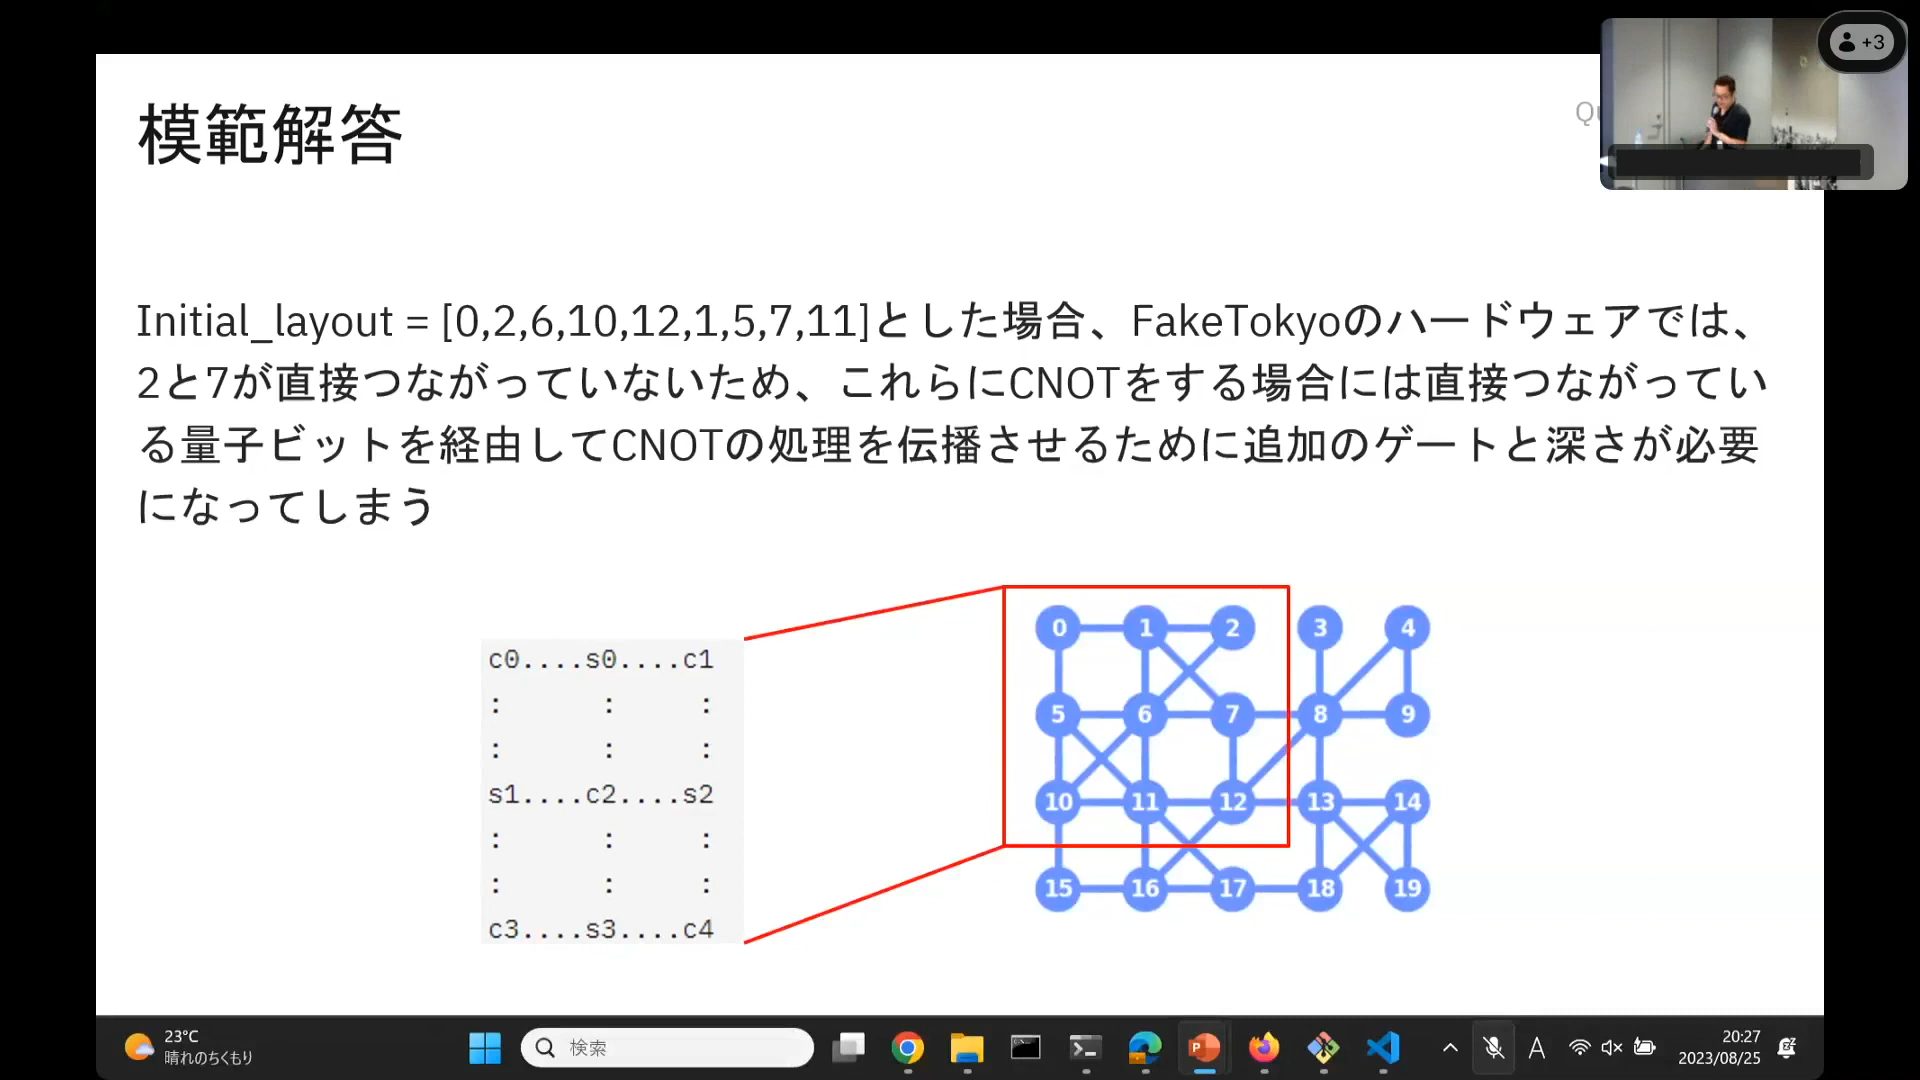 模範解答
+3
Initial_layout = [0,2,6,10,12,1,5,7,11]とした場合、FakeTokyoのハードウェアでは、
2と7が直接つながっていないため、これらにCNOTをする場合には直接つながってい
る量子ビットを経由してCNOTの処理を伝播させるために追加のゲートと深さが必要
になってしまう
c0....s0....c1
:      :      :
:      :      :
s1....c2....s2
:      :      :
:      :      :
c3....s3....c4
0 1 2 3 4
5 6 7 8 9
10 11 12 13 14
15 16 17 18 19
23°C
晴れのちくもり
検索
A
20:27
2023/08/25